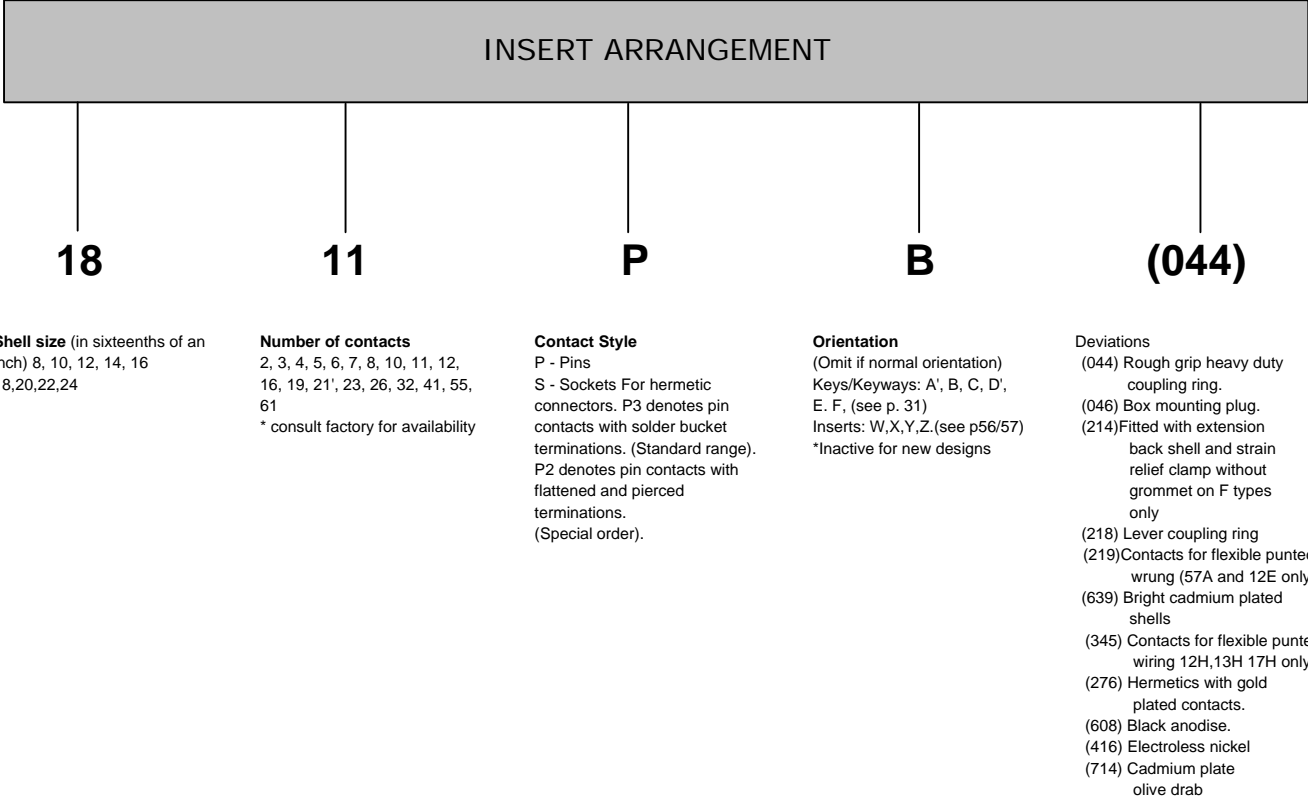 INSERT ARRANGEMENT
18
11
P
B
(044)
Shell size (in sixteenths of an
inch) 8, 10, 12, 14, 16
8,20,22,24
Number of contacts
2, 3, 4, 5, 6, 7, 8, 10, 11, 12,
16, 19, 21', 23, 26, 32, 41, 55,
61
* consult factory for availability
Contact Style
P - Pins
S - Sockets For hermetic
connectors. P3 denotes pin
contacts with solder bucket
terminations. (Standard range).
P2 denotes pin contacts with
flattened and pierced
terminations.
(Special order).
Orientation
(Omit if normal orientation)
Keys/Keyways: A', B, C, D',
E. F, (see p. 31)
Inserts: W,X,Y,Z.(see p56/57)
*Inactive for new designs
Deviations
(044) Rough grip heavy duty
coupling ring.
(046) Box mounting plug.
(214)Fitted with extension
back shell and strain
relief clamp without
grommet on F types
only
(218) Lever coupling ring
(219)Contacts for flexible punted
wrung (57A and 12E only
(639) Bright cadmium plated
shells
(345) Contacts for flexible punte
wiring 12H,13H 17H only
(276) Hermetics with gold
plated contacts.
(608) Black anodise.
(416) Electroless nickel
(714) Cadmium plate
olive drab